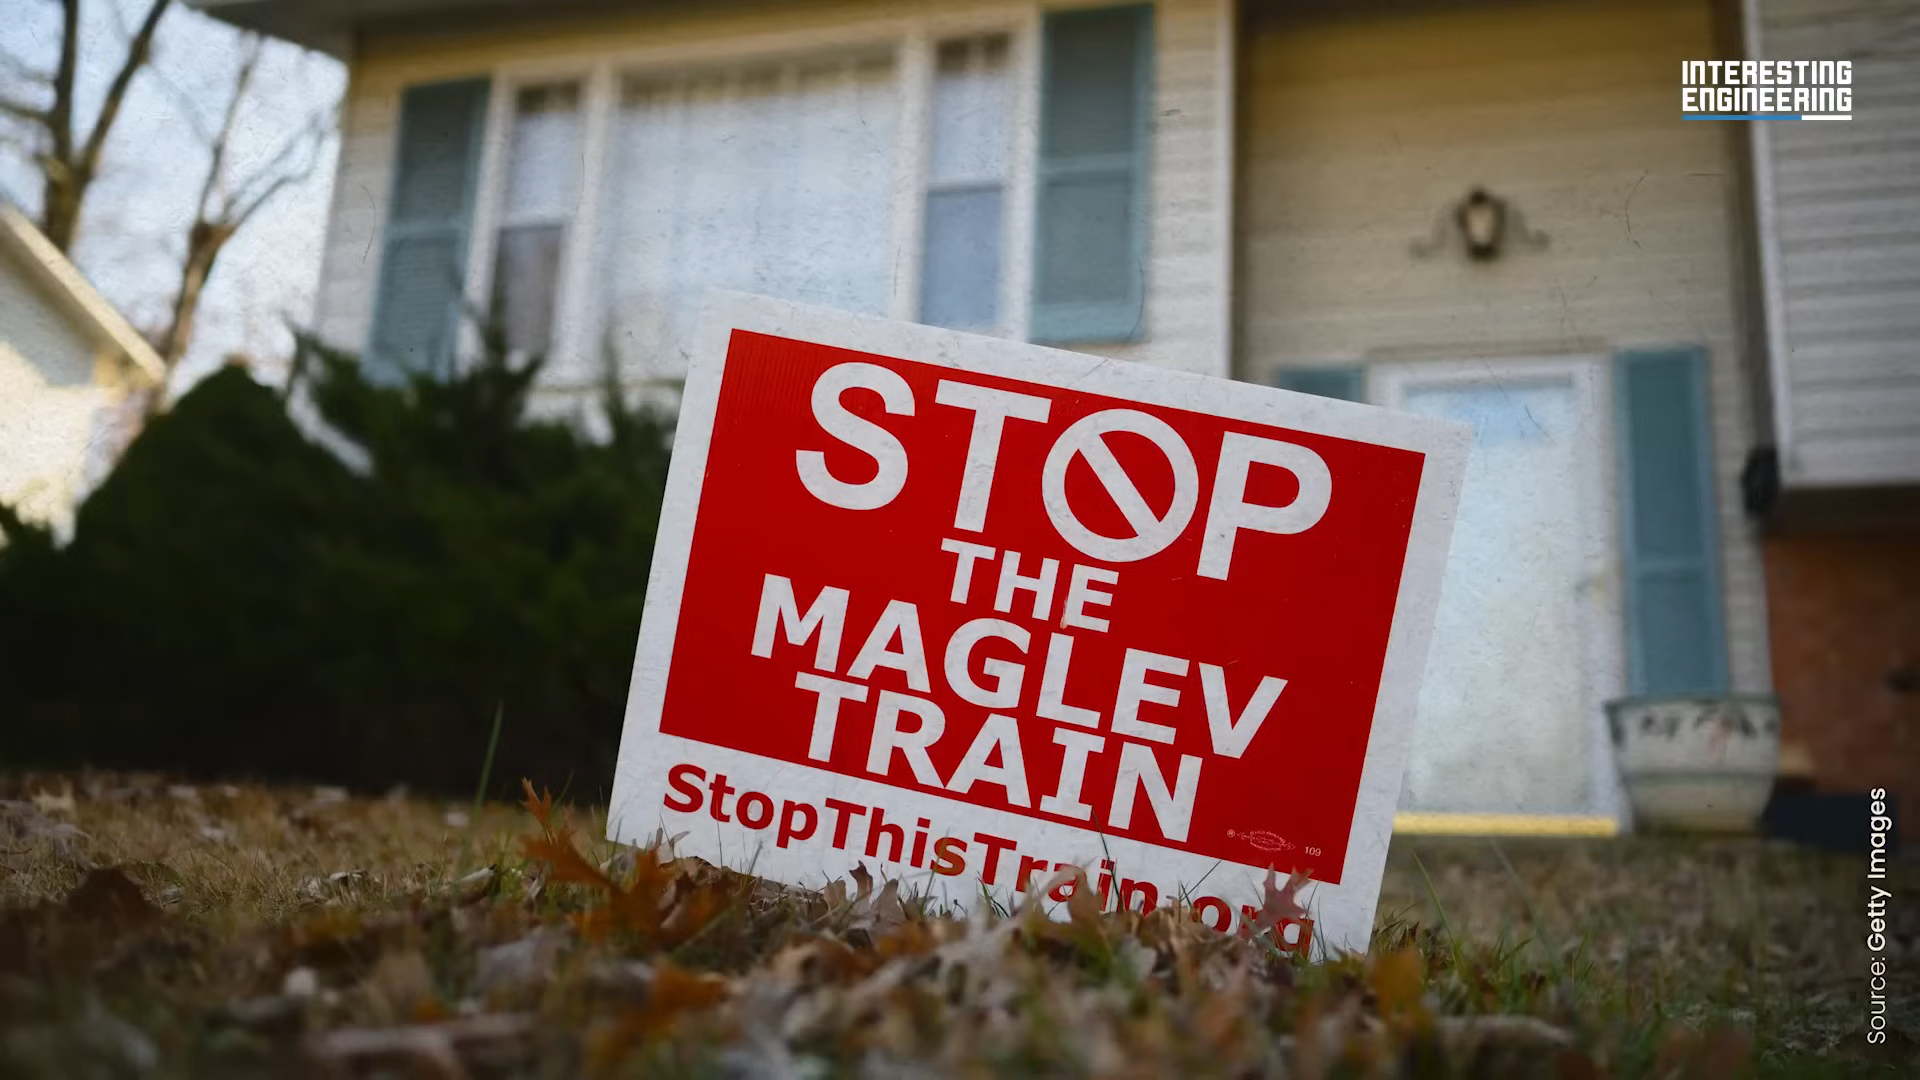 INTERESTING
ENGINEERING
STOP
THE
MAGLEV
TRAIN
109
StopThisTrain.org
Source: Getty Images